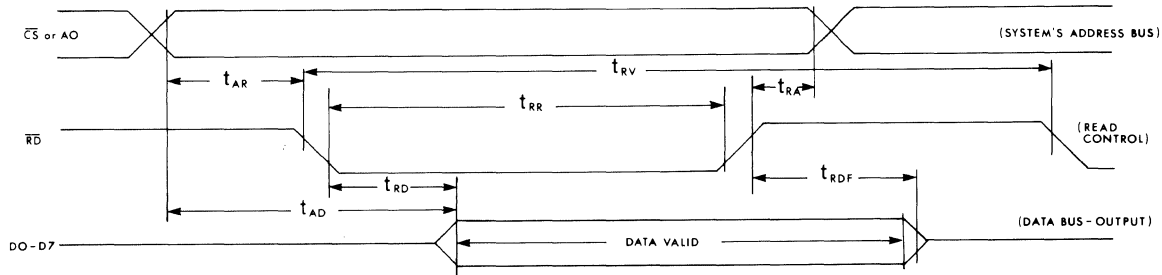 CS or AO
(SYSTEM'S ADDRESS BUS)
tAR
tRV
tRA
tRR
RD
(READ CONTROL)
tRD
tRDF
tAD
(DATA BUS-OUTPUT)
DO-D7
DATA VALID